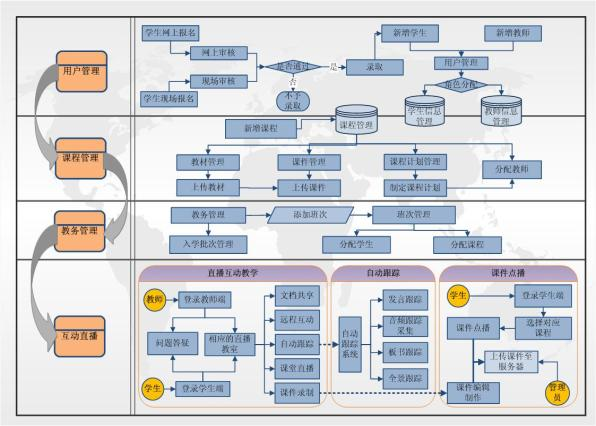 用户管理
学生网上报名
网上审核
现场审核
学生现场报名
是否通过
是
否
不予
录取
录取
新增学生
新增教师
用户管理
角色分配
学生信息
管理
教师信息
管理
课程管理
新增课程
课程管理
教材管理
课件管理
课程计划管理
分配教师
上传教材
上传课件
制定课程计划
教务管理
教务管理
添加班次
班次管理
入学批次管理
分配学生
分配课程
互动直播
直播互动教学
教师
登录教师端
问题答疑
相应的直播
教室
学生
登录学生端
文档共享
远程互动
自动跟踪
课堂直播
课件录制
自动跟踪
自动
跟踪
系统
发言跟踪
音频跟踪
采集
板书跟踪
全景跟踪
课件点播
学生
登录学生端
课件点播
选择对应
课程
上传课件至
服务器
课件编辑
制作
管理
员